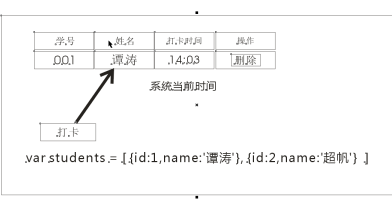 学号 姓名 打卡时间 操作
001 谭涛 14:03 删除
系统当前时间
打卡
var students = [ {id:1,name:'谭涛'}, {id:2,name:'超帆'} ]